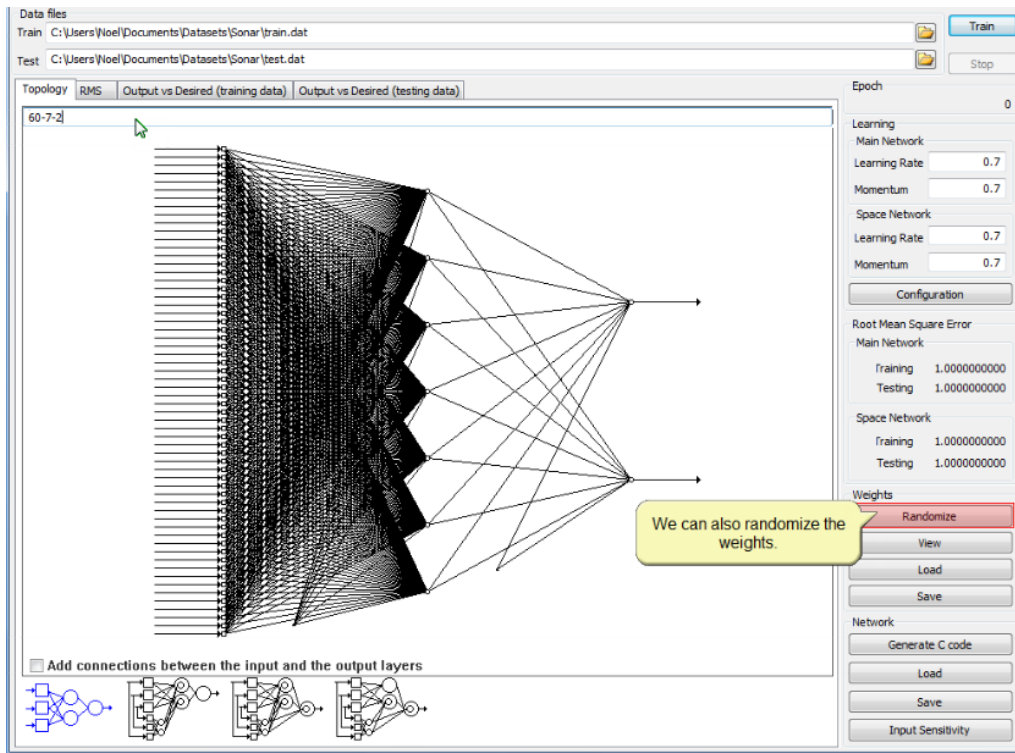 Data files
Train C:\Users\Noel\Documents\Datasets\Sonar\train.dat
Train
Test C:\Users\Noel\Documents\Datasets\Sonar\test.dat
Stop
Topology RMS Output vs Desired (training data) Output vs Desired (testing data)
60-7-2
Epoch
0
Learning
Main Network
Learning Rate 0.7
Momentum 0.7
Space Network
Learning Rate 0.7
Momentum 0.7
Configuration
Root Mean Square Error
Main Network
Training 1.0000000000
Testing 1.0000000000
Space Network
Training 1.0000000000
Testing 1.0000000000
Weights
Randomize
We can also randomize the
weights.
View
Load
Save
Network
Generate C code
Load
Save
Input Sensitivity
Add connections between the input and the output layers